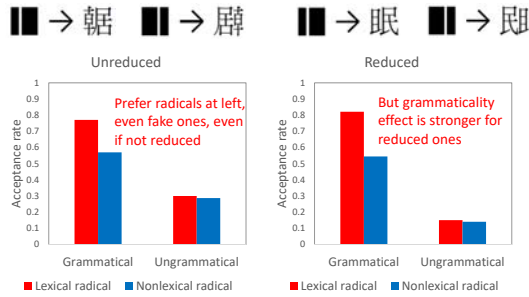 → → → 眠 →
Unreduced
Reduced
1
0.9
0.8
0.7
0.6
0.5
0.4
0.3
0.2
0.1
0
Acceptance rate
Prefer radicals at left,
even fake ones, even
if not reduced
Grammatical Ungrammatical
Lexical radical Nonlexical radical
1
0.9
0.8
0.7
0.6
0.5
0.4
0.3
0.2
0.1
0
Acceptance rate
But grammaticality
effect is stronger for
reduced ones
Grammatical Ungrammatical
Lexical radical Nonlexical radical